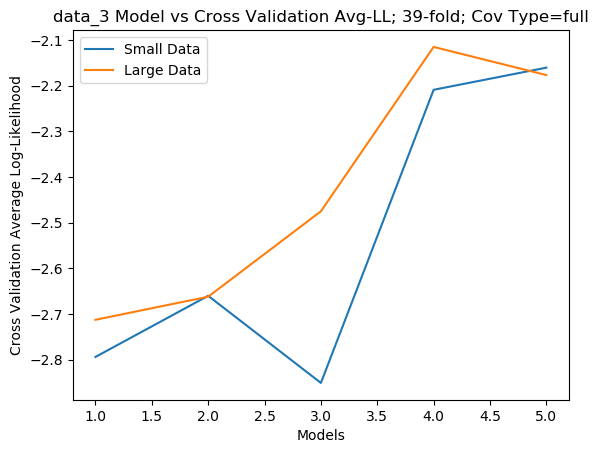 data_3 Model vs Cross Validation Avg-LL; 39-fold; Cov Type=full
Small Data
Large Data
Cross Validation Average Log-Likelihood
−2.1
−2.2
−2.3
−2.4
−2.5
−2.6
−2.7
−2.8
1.0 1.5 2.0 2.5 3.0 3.5 4.0 4.5 5.0
Models